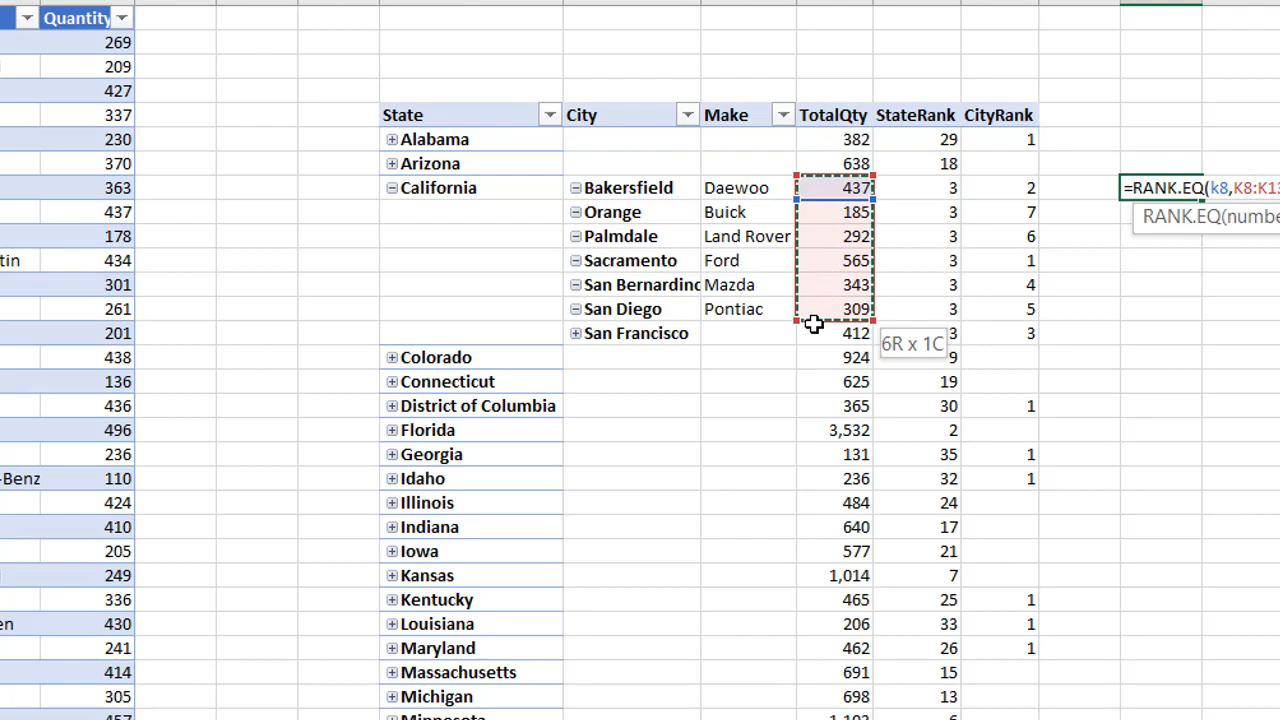 Quantity
269
209
427
337
State City Make TotalQty StateRank CityRank
230 Alabama 382 29 1
370 Arizona 638 18
363 California Bakersfield Daewoo 437 3 2 =RANK.EQ(k8,K8:K13
437 Orange Buick 185 3 7 RANK.EQ(numbe
178 Palmdale Land Rover 292 3 6
tin 434 Sacramento Ford 565 3 1
301 San Bernardino Mazda 343 3 4
261 San Diego Pontiac 309 3 5
201 San Francisco 412 3 3
6R x 1C
438 Colorado 924 9
136 Connecticut 625 19
436 District of Columbia 365 30 1
496 Florida 3,532 2
236 Georgia 131 35 1
-Benz 110 Idaho 236 32 1
424 Illinois 484 24
410 Indiana 640 17
205 Iowa 577 21
249 Kansas 1,014 7
336 Kentucky 465 25 1
en 430 Louisiana 206 33 1
241 Maryland 462 26 1
414 Massachusetts 691 15
305 Michigan 698 13